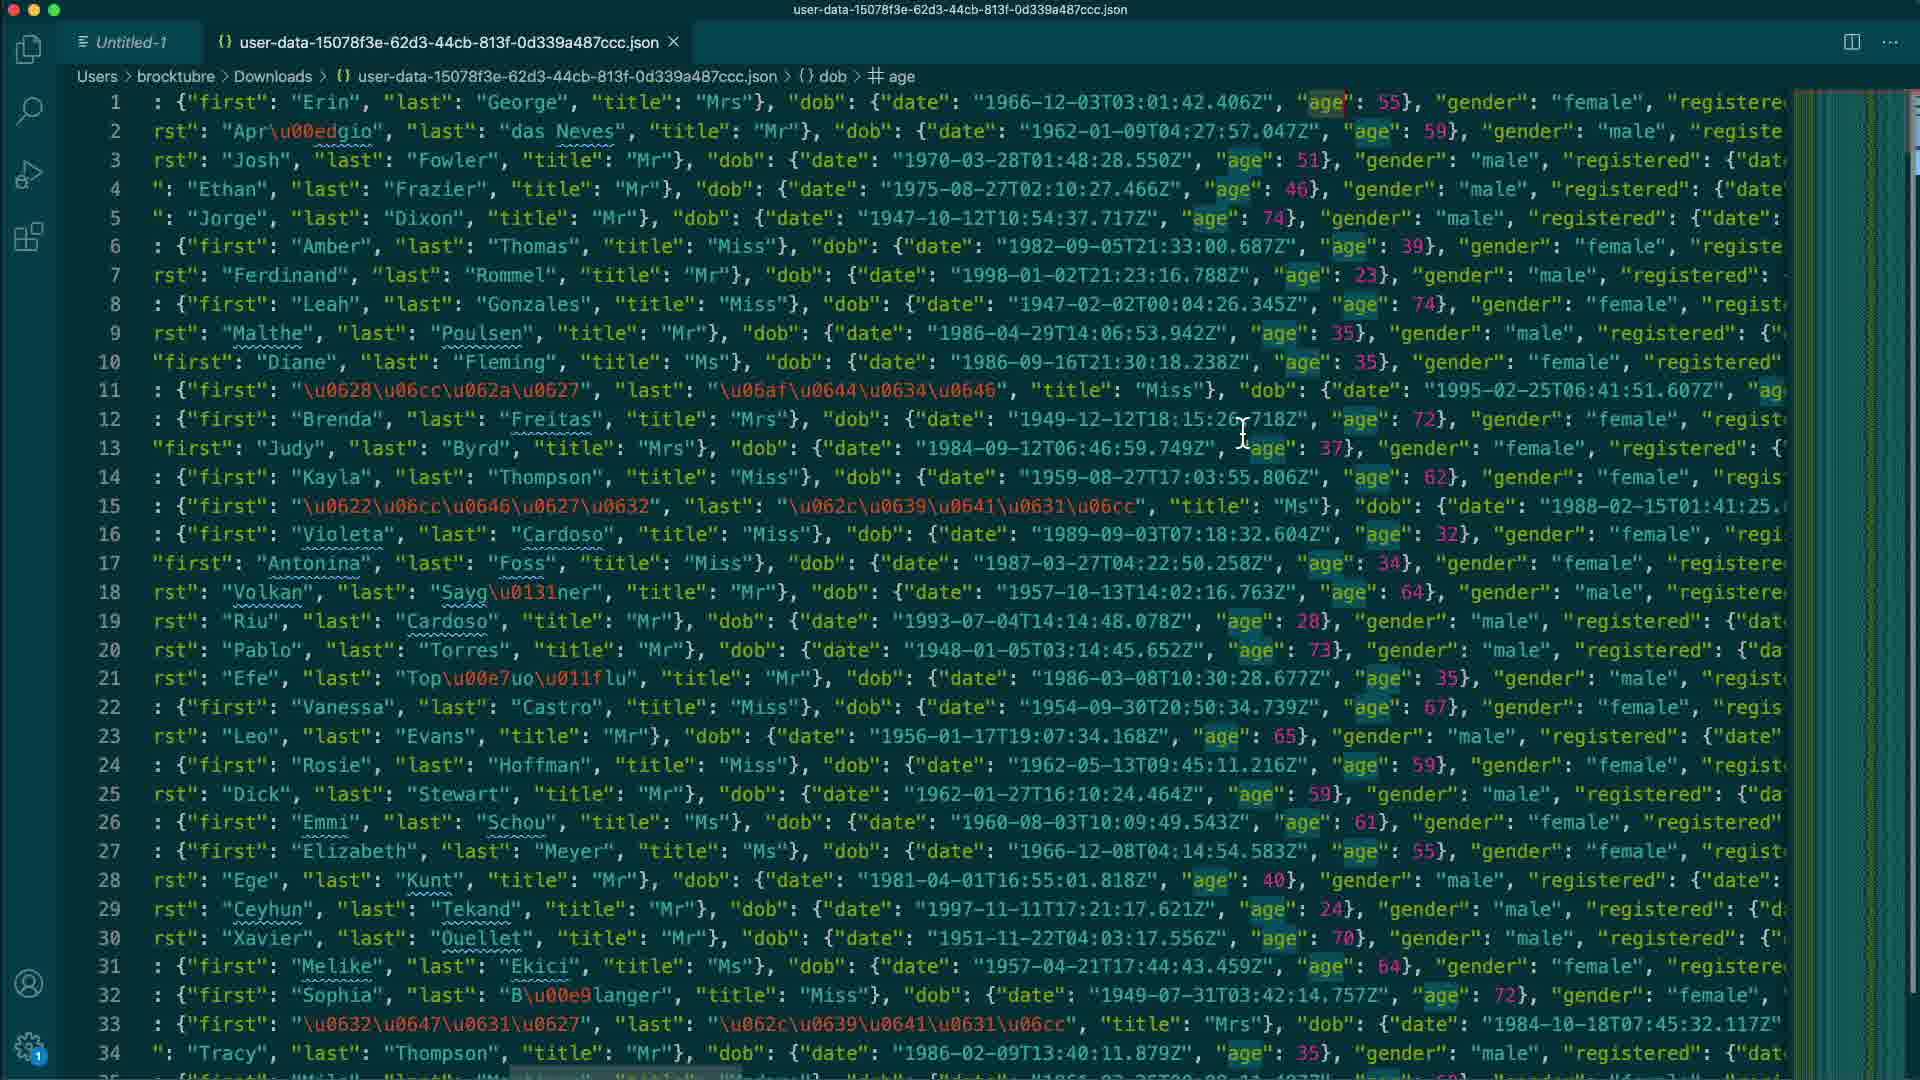 user-data-15078f3e-62d3-44cb-813f-0d339a487ccc.json
Untitled-1
{} user-data-15078f3e-62d3-44cb-813f-0d339a487ccc.json ×
Users > brocktubre > Downloads > {} user-data-15078f3e-62d3-44cb-813f-0d339a487ccc.json > {} dob > # age
1 : {"first": "Erin", "last": "George", "title": "Mrs"}, "dob": {"date": "1966-12-03T03:01:42.406Z", "age": 55}, "gender": "female", "registere
2 rst": "Apr\u00edgio", "last": "das Neves", "title": "Mr"}, "dob": {"date": "1962-01-09T04:27:57.047Z", "age": 59}, "gender": "male", "registe
3 rst": "Josh", "last": "Fowler", "title": "Mr"}, "dob": {"date": "1970-03-28T01:48:28.550Z", "age": 51}, "gender": "male", "registered": {"dat
4 ": "Ethan", "last": "Frazier", "title": "Mr"}, "dob": {"date": "1975-08-27T02:10:27.466Z", "age": 46}, "gender": "male", "registered": {"date
5 ": "Jorge", "last": "Dixon", "title": "Mr"}, "dob": {"date": "1947-10-12T10:54:37.717Z", "age": 74}, "gender": "male", "registered": {"date":
6 : {"first": "Amber", "last": "Thomas", "title": "Miss"}, "dob": {"date": "1982-09-05T21:33:00.687Z", "age": 39}, "gender": "female", "registe
7 rst": "Ferdinand", "last": "Rommel", "title": "Mr"}, "dob": {"date": "1998-01-02T21:23:16.788Z", "age": 23}, "gender": "male", "registered":
8 : {"first": "Leah", "last": "Gonzales", "title": "Miss"}, "dob": {"date": "1947-02-02T00:04:26.345Z", "age": 74}, "gender": "female", "regist
9 rst": "Malthe", "last": "Poulsen", "title": "Mr"}, "dob": {"date": "1986-04-29T14:06:53.942Z", "age": 35}, "gender": "male", "registered": {"
10 "first": "Diane", "last": "Fleming", "title": "Ms"}, "dob": {"date": "1986-09-16T21:30:18.238Z", "age": 35}, "gender": "female", "registered"
11 : {"first": "\u0628\u06cc\u062a\u0627", "last": "\u06af\u0644\u0634\u0646", "title": "Miss"}, "dob": {"date": "1995-02-25T06:41:51.607Z", "ag
12 : {"first": "Brenda", "last": "Freitas", "title": "Mrs"}, "dob": {"date": "1949-12-12T18:15:26.718Z", "age": 72}, "gender": "female", "registe
13 "first": "Judy", "last": "Byrd", "title": "Mrs"}, "dob": {"date": "1984-09-12T06:46:59.749Z", "age": 37}, "gender": "female", "registered": {
14 : {"first": "Kayla", "last": "Thompson", "title": "Miss"}, "dob": {"date": "1959-08-27T17:03:55.806Z", "age": 62}, "gender": "female", "regis
15 : {"first": "\u0622\u06cc\u0646\u0627\u0632", "last": "\u062c\u0639\u0641\u0631\u06cc", "title": "Ms"}, "dob": {"date": "1988-02-15T01:41:25.
16 : {"first": "Violeta", "last": "Cardoso", "title": "Miss"}, "dob": {"date": "1989-09-03T07:18:32.604Z", "age": 32}, "gender": "female", "regi
17 "first": "Antonina", "last": "Foss", "title": "Miss"}, "dob": {"date": "1987-03-27T04:22:50.258Z", "age": 34}, "gender": "female", "registere
18 rst": "Volkan", "last": "Sayg\u0131ner", "title": "Mr"}, "dob": {"date": "1957-10-13T14:02:16.763Z", "age": 64}, "gender": "male", "registere
19 rst": "Riu", "last": "Cardoso", "title": "Mr"}, "dob": {"date": "1993-07-04T14:14:48.078Z", "age": 28}, "gender": "male", "registered": {"dat
20 rst": "Pablo", "last": "Torres", "title": "Mr"}, "dob": {"date": "1948-01-05T03:14:45.652Z", "age": 73}, "gender": "male", "registered": {"da
21 rst": "Efe", "last": "Top\u00e7uo\u011flu", "title": "Mr"}, "dob": {"date": "1986-03-08T10:30:28.677Z", "age": 35}, "gender": "male", "regist
22 : {"first": "Vanessa", "last": "Castro", "title": "Miss"}, "dob": {"date": "1954-09-30T20:50:34.739Z", "age": 67}, "gender": "female", "regis
23 rst": "Leo", "last": "Evans", "title": "Mr"}, "dob": {"date": "1956-01-17T19:07:34.168Z", "age": 65}, "gender": "male", "registered": {"date"
24 : {"first": "Rosie", "last": "Hoffman", "title": "Miss"}, "dob": {"date": "1962-05-13T09:45:11.216Z", "age": 59}, "gender": "female", "regist
25 rst": "Dick", "last": "Stewart", "title": "Mr"}, "dob": {"date": "1962-01-27T16:10:24.464Z", "age": 59}, "gender": "male", "registered": {"da
26 : {"first": "Emmi", "last": "Schou", "title": "Ms"}, "dob": {"date": "1960-08-03T10:09:49.543Z", "age": 61}, "gender": "female", "registered"
27 : {"first": "Elizabeth", "last": "Meyer", "title": "Ms"}, "dob": {"date": "1966-12-08T04:14:54.583Z", "age": 55}, "gender": "female", "regist
28 rst": "Ege", "last": "Kunt", "title": "Mr"}, "dob": {"date": "1981-04-01T16:55:01.818Z", "age": 40}, "gender": "male", "registered": {"date":
29 rst": "Ceyhun", "last": "Tekand", "title": "Mr"}, "dob": {"date": "1997-11-11T17:21:17.621Z", "age": 24}, "gender": "male", "registered": {"d
30 rst": "Xavier", "last": "Ouellet", "title": "Mr"}, "dob": {"date": "1951-11-22T04:03:17.556Z", "age": 70}, "gender": "male", "registered": {"
31 : {"first": "Melike", "last": "Ekici", "title": "Ms"}, "dob": {"date": "1957-04-21T17:44:43.459Z", "age": 64}, "gender": "female", "registere
32 : {"first": "Sophia", "last": "B\u00e9langer", "title": "Miss"}, "dob": {"date": "1949-07-31T03:42:14.757Z", "age": 72}, "gender": "female", "
33 : {"first": "\u0632\u0647\u0631\u0627", "last": "\u062c\u0639\u0641\u0631\u06cc", "title": "Mrs"}, "dob": {"date": "1984-10-18T07:45:32.117Z"
34 ": "Tracy", "last": "Thompson", "title": "Mr"}, "dob": {"date": "1986-02-09T13:40:11.879Z", "age": 35}, "gender": "male", "registered": {"dat
1